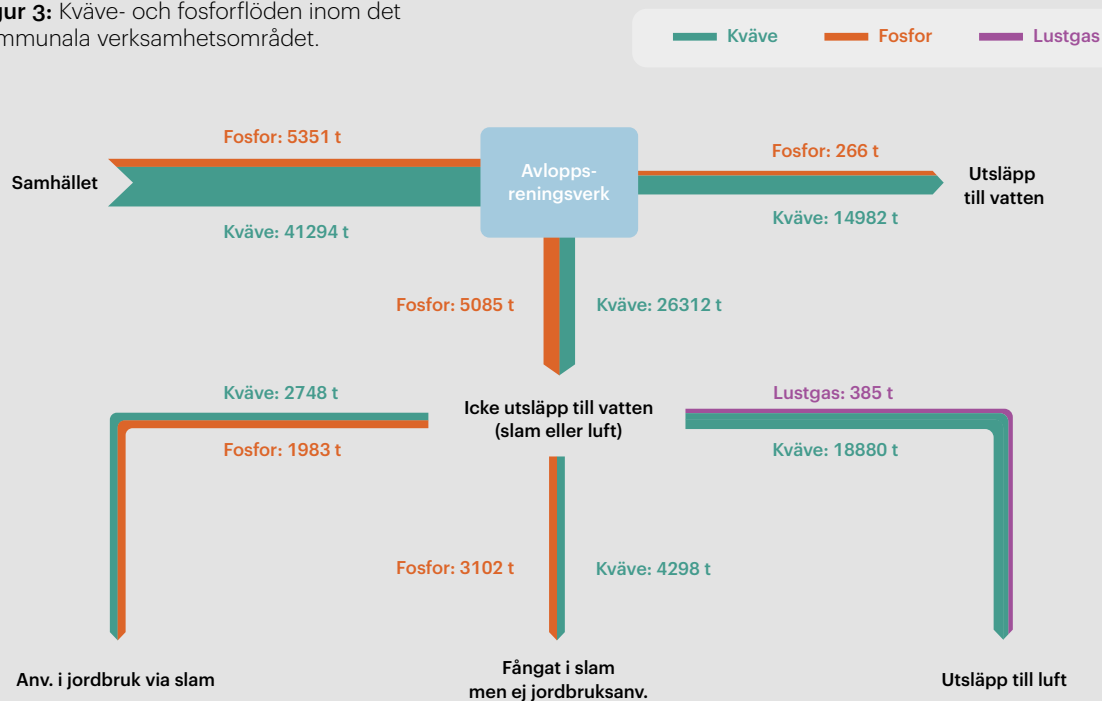 gur 3: Kväve- och fosforflöden inom det
mmunala verksamhetsområdet.
Kväve
Fosfor
Lustgas
Fosfor: 5351 t
Samhället
Kväve: 41294 t
Avlopps-
reningsverk
Fosfor: 266 t
Utsläpp
till vatten
Kväve: 14982 t
Fosfor: 5085 t
Kväve: 26312 t
Kväve: 2748 t
Fosfor: 1983 t
Icke utsläpp till vatten
(slam eller luft)
Lustgas: 385 t
Kväve: 18880 t
Fosfor: 3102 t
Kväve: 4298 t
Anv. i jordbruk via slam
Fångat i slam
men ej jordbruksanv.
Utsläpp till luft